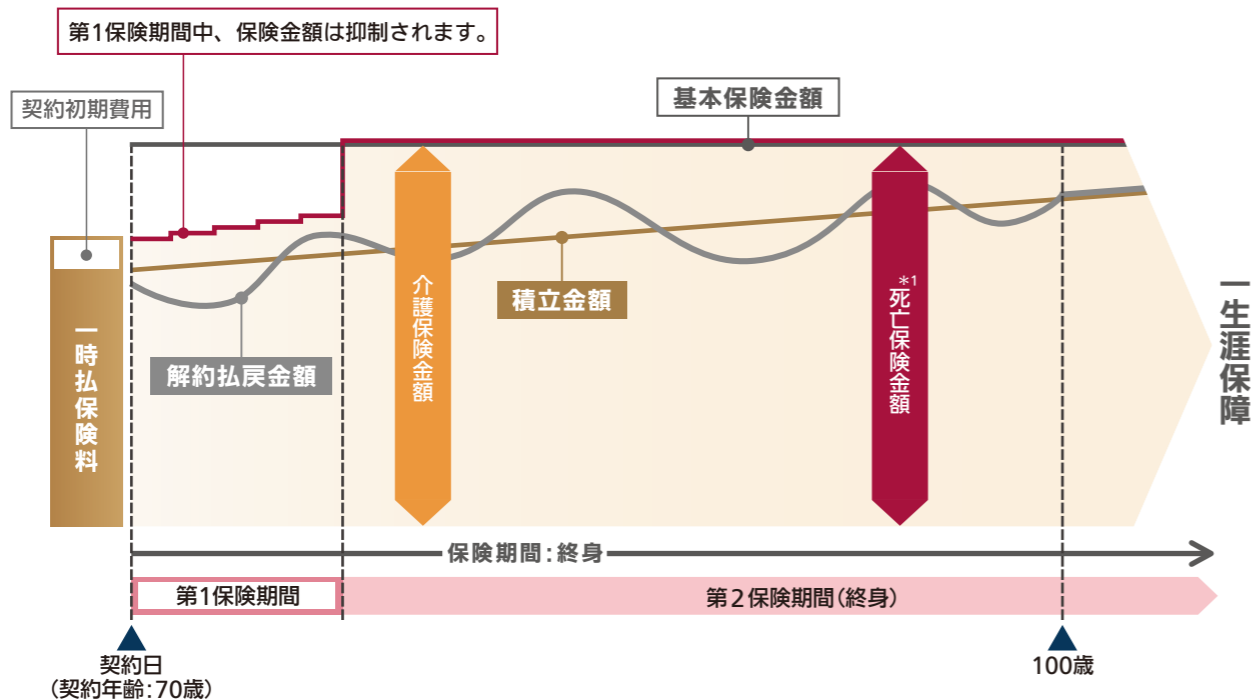 第1保険期間中、保険金額は抑制されます。
契約初期費用
基本保険金額
一時払保険料
解約払戻金額
介護保険金額
積立金額
*1
死亡保険金額
一生涯保障
保険期間：終身
第1保険期間
第2保険期間（終身）
契約日
（契約年齢：70歳）
100歳